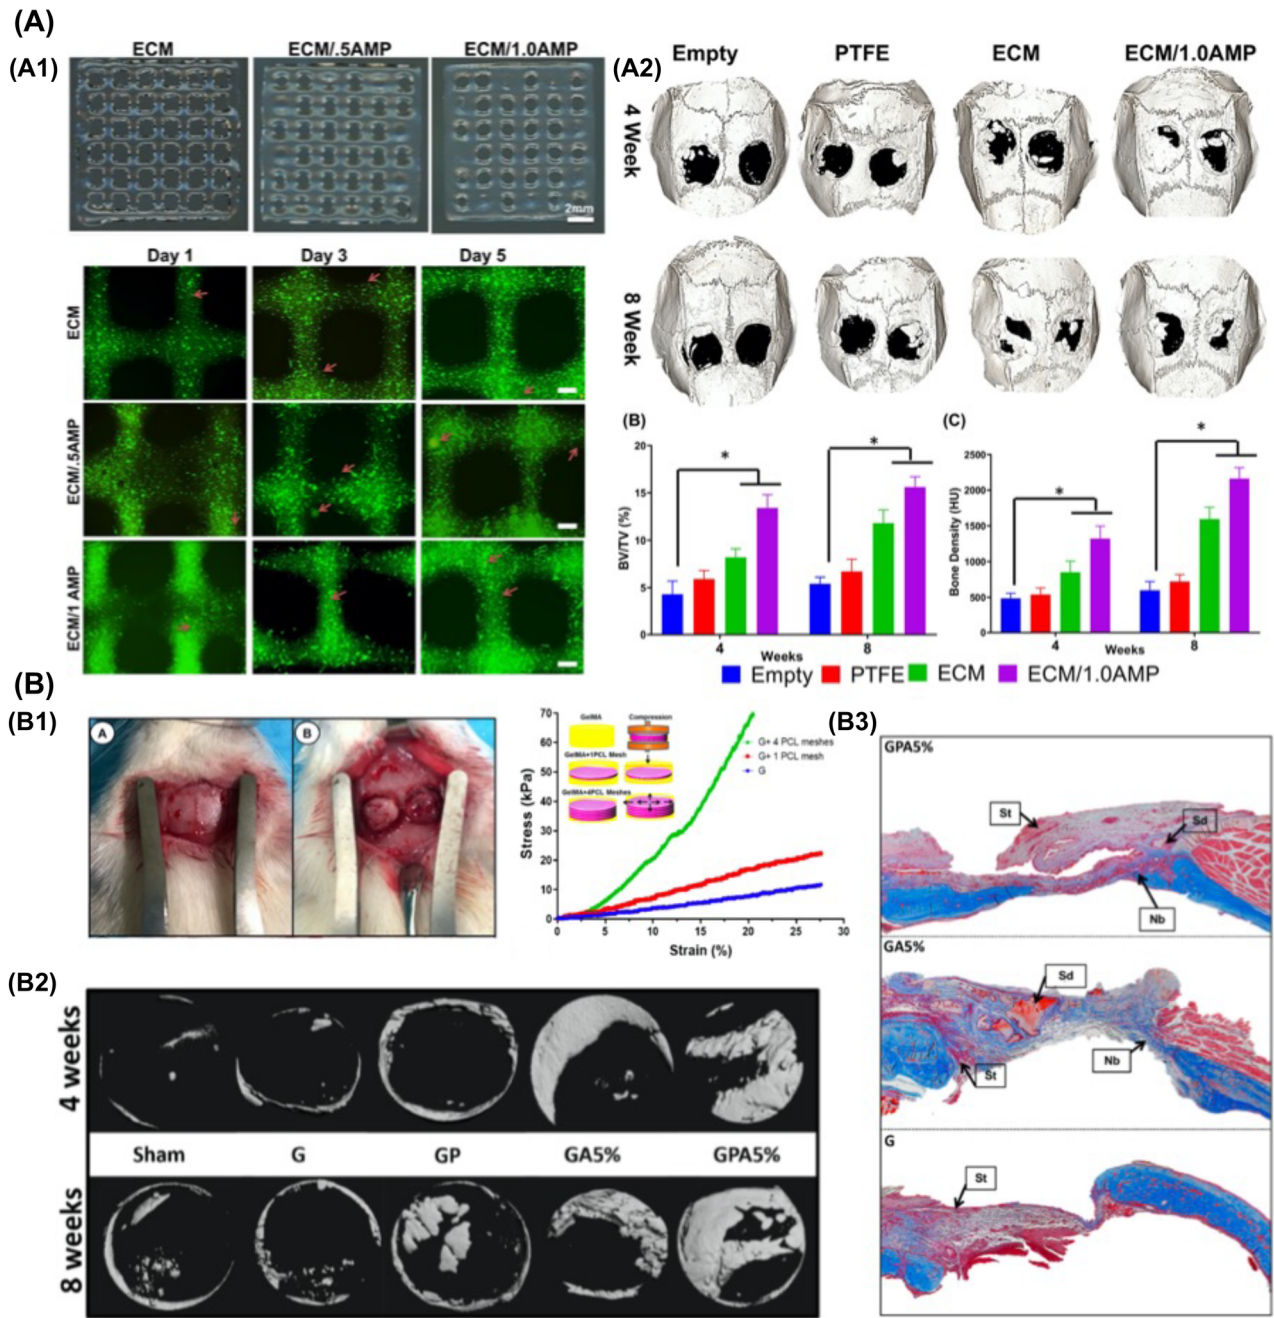 (A)
(A1)
ECM
ECM/.5AMP
ECM/1.0AMP
2mm
Day 1
Day 3
Day 5
ECM
ECM/.5AMP
ECM/1 AMP
(A2)
Empty
PTFE
ECM
ECM/1.0AMP
4 Week
8 Week
(B)
BV/TV (%)
20
15
10
5
0
*
*
4
8
Weeks
(C)
Bone Density (HU)
2500
2000
1500
1000
500
0
*
*
4
8
Weeks
Empty
PTFE
ECM
ECM/1.0AMP
(B)
(B1)
A
B
Stress (kPa)
70
60
50
40
30
20
10
0
0
5
10
15
20
25
30
Strain (%)
GelMA
Compression
GelMA+1PCL Mesh
GelMA+4PCL Meshes
G+ 4 PCL meshes
G+ 1 PCL mesh
G
(B2)
4 weeks
Sham
G
GP
GA5%
GPA5%
8 weeks
(B3)
GPA5%
St
Sd
Nb
GA5%
Sd
Nb
St
G
St